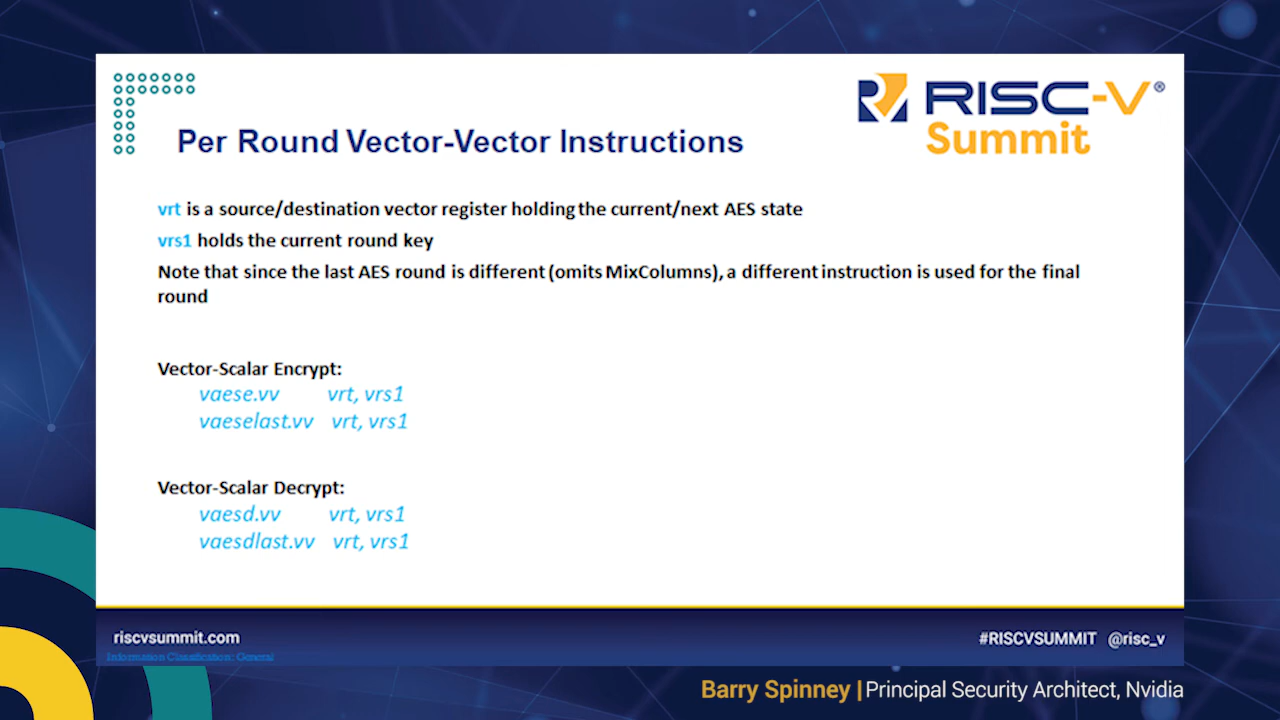 RISC-V®
Summit
Per Round Vector-Vector Instructions
vrt is a source/destination vector register holding the current/next AES state
vrs1 holds the current round key
Note that since the last AES round is different (omits MixColumns), a different instruction is used for the final
round
Vector-Scalar Encrypt:
vaese.vv vrt, vrs1
vaeselast.vv vrt, vrs1
Vector-Scalar Decrypt:
vaesd.vv vrt, vrs1
vaesdlast.vv vrt, vrs1
riscvsummit.com #RISCVSUMMIT @risc_v
Information Classification: General
Barry Spinney | Principal Security Architect, Nvidia